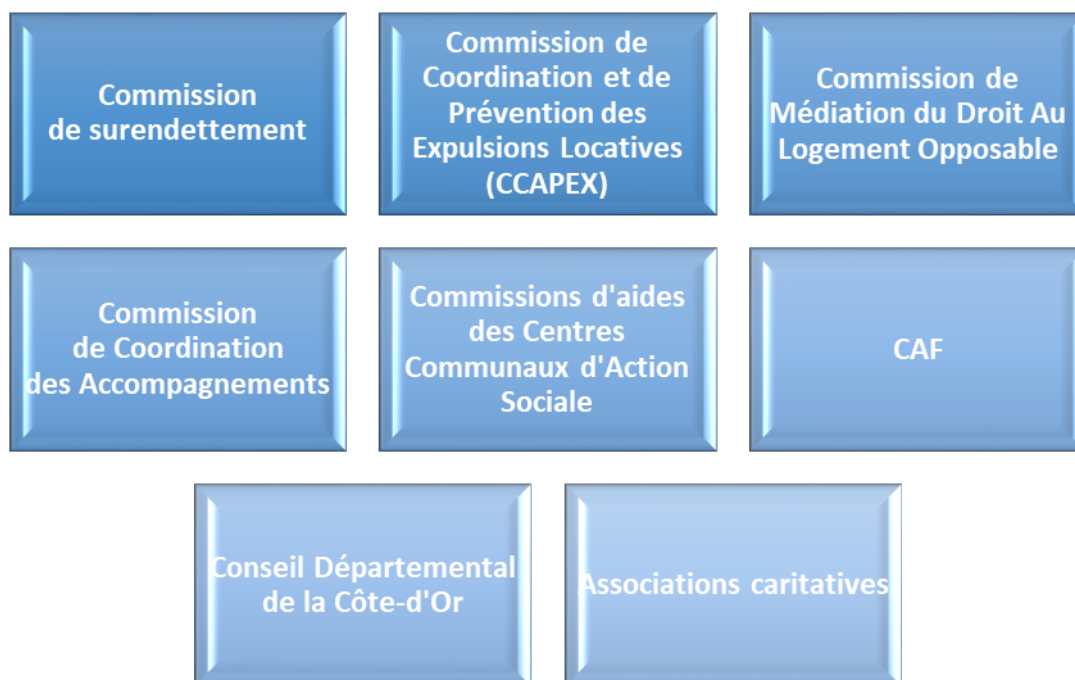 Commission
de surendettement
Commission de
Coordination et de
Prévention des
Expulsions Locatives
(CCAPEX)
Commission de
Médiation du Droit Au
Logement Opposable
Commission
de Coordination
des Accompagnements
Commissions d'aides
des Centres
Communaux d'Action
Sociale
CAF
Conseil Départemental
de la Côte-d'Or
Associations caritatives